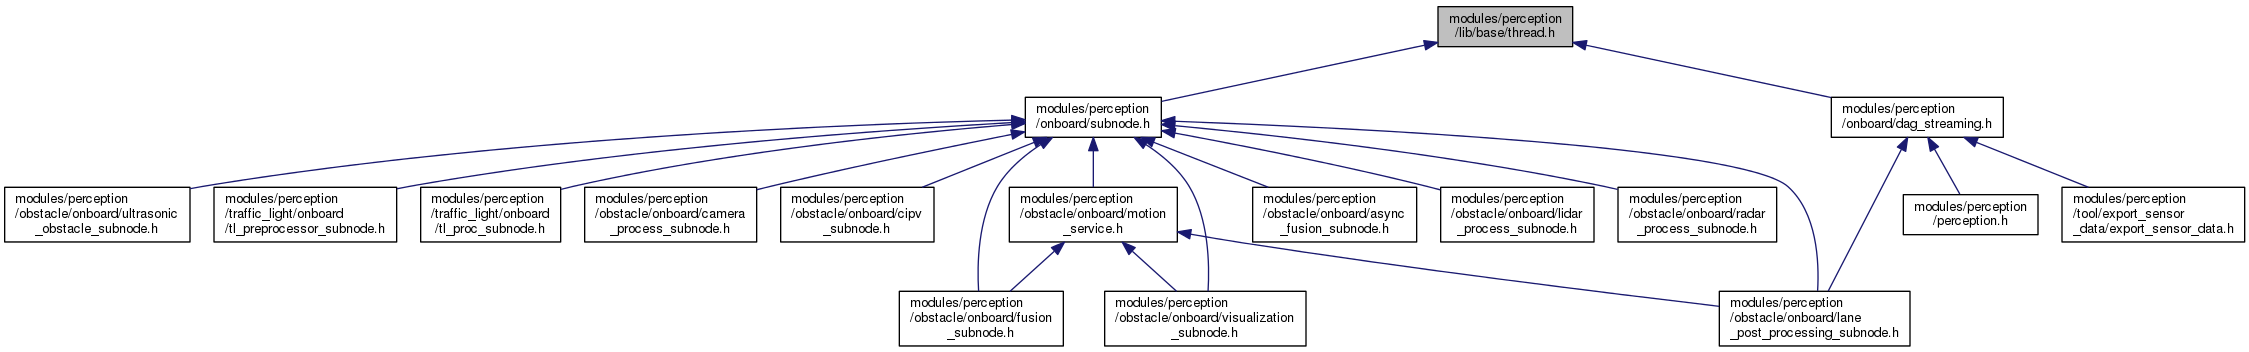 modules/perception
/lib/base/thread.h
modules/perception
/onboard/subnode.h
modules/perception
/onboard/dag_streaming.h
modules/perception
/obstacle/onboard/ultrasonic
_obstacle_subnode.h
modules/perception
/traffic_light/onboard
/tl_preprocessor_subnode.h
modules/perception
/traffic_light/onboard
/tl_proc_subnode.h
modules/perception
/obstacle/onboard/camera
_process_subnode.h
modules/perception
/obstacle/onboard/cipv
_subnode.h
modules/perception
/obstacle/onboard/motion
_service.h
modules/perception
/obstacle/onboard/async
_fusion_subnode.h
modules/perception
/obstacle/onboard/lidar
_process_subnode.h
modules/perception
/obstacle/onboard/radar
_process_subnode.h
modules/perception
/perception.h
modules/perception
/tool/export_sensor
_data/export_sensor_data.h
modules/perception
/obstacle/onboard/fusion
_subnode.h
modules/perception
/obstacle/onboard/visualization
_subnode.h
modules/perception
/obstacle/onboard/lane
_post_processing_subnode.h